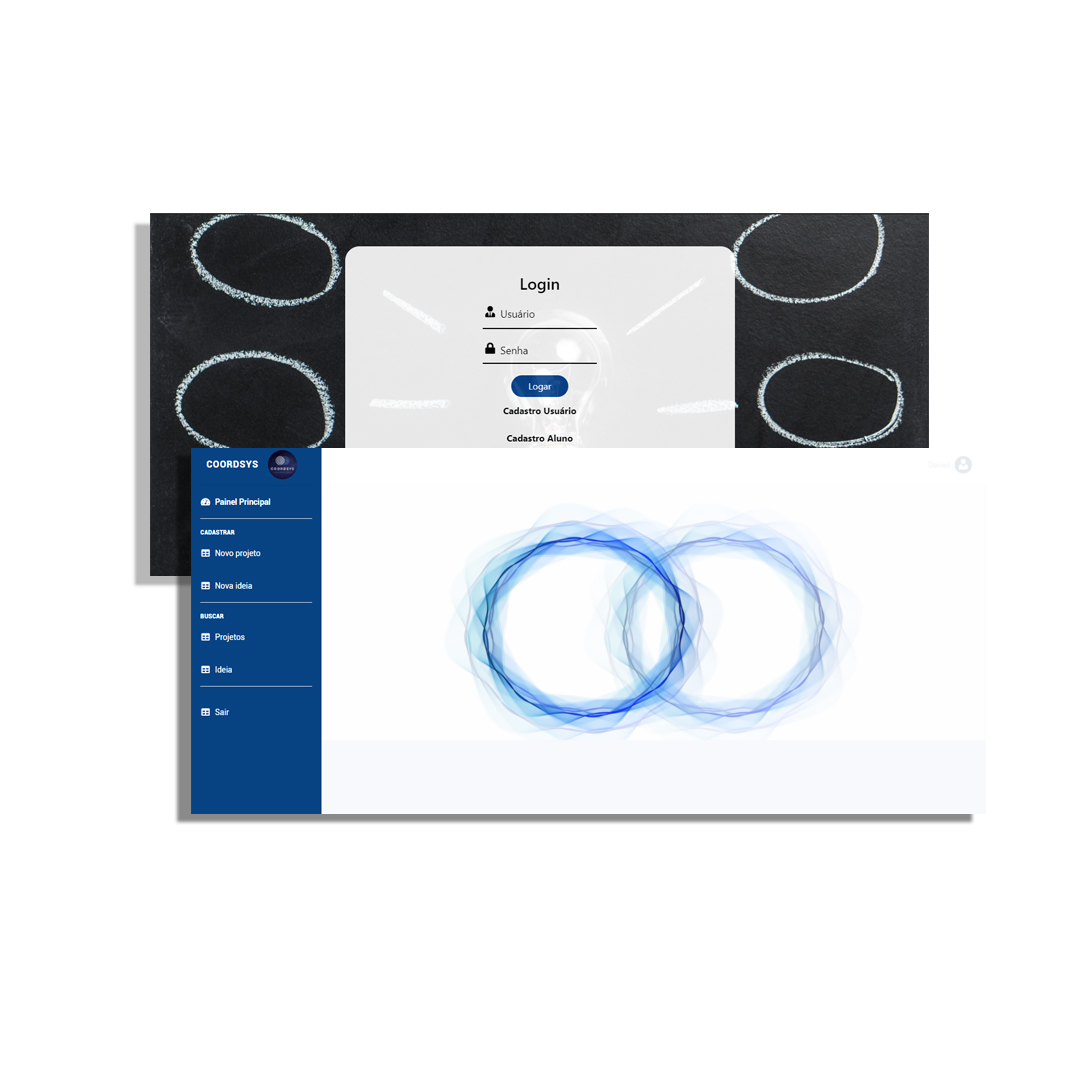 Login
Usuário
Senha
Logar
Cadastro Usuário
Cadastro Aluno
COORDSYS
COORDSYS
Painel Principal
CADASTRAR
Novo projeto
Nova ideia
BUSCAR
Projetos
Ideia
Sair